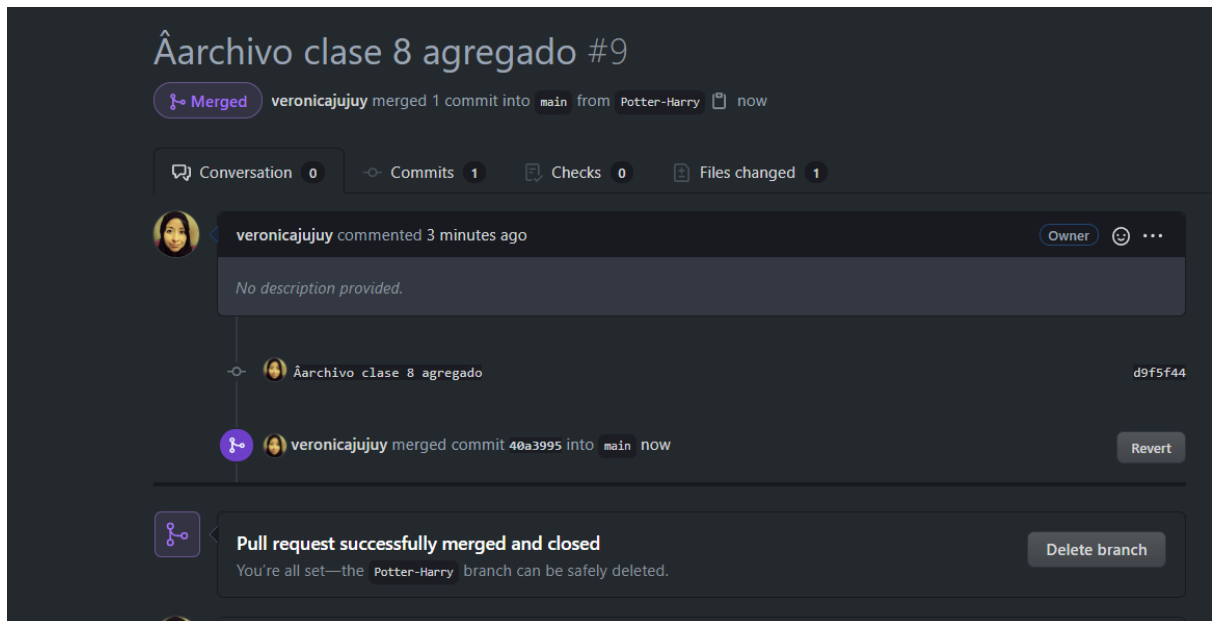 Âarchivo clase 8 agregado #9
Merged veronicajujuy merged 1 commit into main from Potter-Harry now
Conversation 0 Commits 1 Checks 0 Files changed 1
veronicajujuy commented 3 minutes ago Owner
No description provided.
Âarchivo clase 8 agregado d9f5f44
veronicajujuy merged commit 40a3995 into main now Revert
Pull request successfully merged and closed
You're all set—the Potter-Harry branch can be safely deleted.
Delete branch